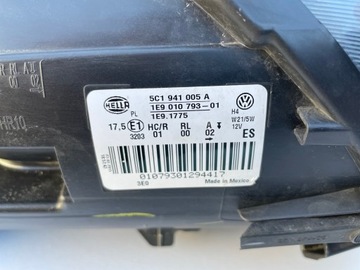 HELLA
5C1 941 005 A
1E9 010 793-01
1E9.1775
PL
H4
W21/5W
12V
17,5 E1 HC/R RL A
3203 01 00 02
ES
01079301294417
SE0
Made in Mexico